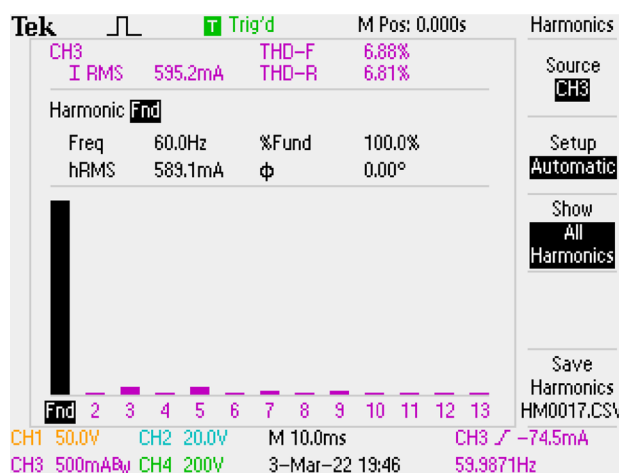 Tek Trig'd M Pos: 0.000s Harmonics
CH3 THD-F 6.88%
I RMS 595.2mA THD-R 6.81%
Source
CH3
Harmonic Fnd
Freq 60.0Hz %Fund 100.0%
hRMS 589.1mA ϕ 0.00°
Setup
Automatic
Show
All
Harmonics
Save
Harmonics
HM0017.CSV
Fnd 2 3 4 5 6 7 8 9 10 11 12 13
CH1 50.0V CH2 20.0V M 10.0ms CH3 -74.5mA
CH3 500mABw CH4 200V 3-Mar-22 19:46 59.9871Hz